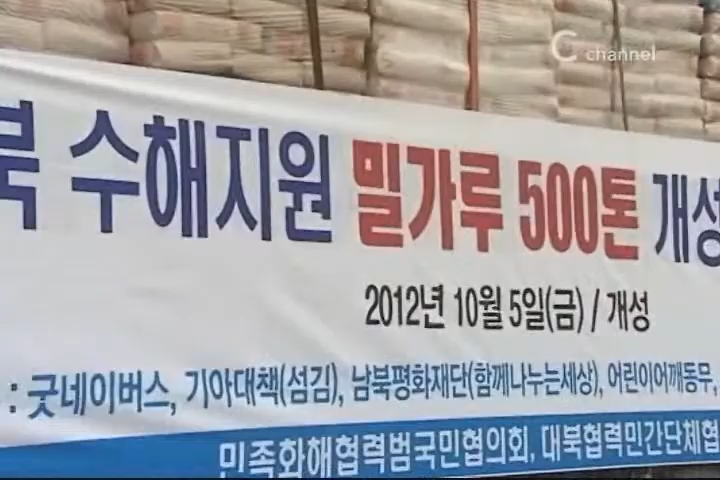 C channel
북 수해지원 밀가루 500톤 개성
2012년 10월 5일(금) / 개성
: 굿네이버스, 기아대책(섬김), 남북평화재단(함께나누는세상), 어린이어깨동무,
민족화해협력범국민협의회, 대북협력민간단체협